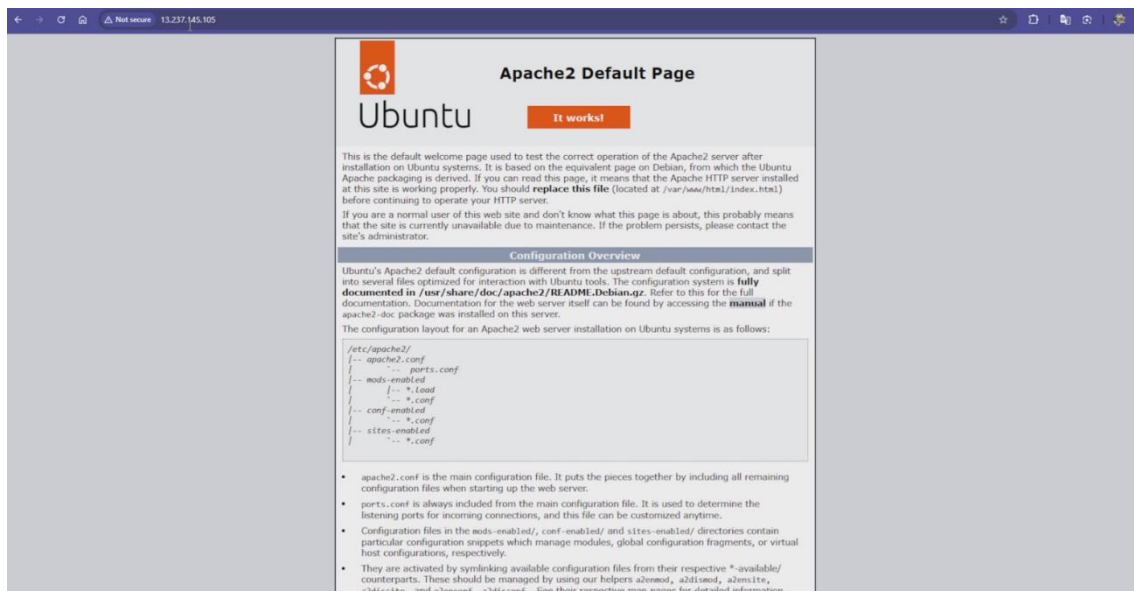 Not secure 13.237.145.105
Apache2 Default Page
Ubuntu
It works!
This is the default welcome page used to test the correct operation of the Apache2 server after
installation on Ubuntu systems. It is based on the equivalent page on Debian, from which the Ubuntu
Apache packaging is derived. If you can read this page, it means that the Apache HTTP server installed
at this site is working properly. You should replace this file (located at /var/www/html/index.html)
before continuing to operate your HTTP server.
If you are a normal user of this web site and don't know what this page is about, this probably means
that the site is currently unavailable due to maintenance. If the problem persists, please contact the
site's administrator.
Configuration Overview
Ubuntu's Apache2 default configuration is different from the upstream default configuration, and split
into several files optimized for interaction with Ubuntu tools. The configuration system is fully
documented in /usr/share/doc/apache2/README.Debian.gz. Refer to this for the full
documentation. Documentation for the web server itself can be found by accessing the manual if the
apache2-doc package was installed on this server.
The configuration layout for an Apache2 web server installation on Ubuntu systems is as follows:
/etc/apache2/
|-- apache2.conf
|       `--  ports.conf
|-- mods-enabled
|       |-- *.load
|       `-- *.conf
|-- conf-enabled
|       `-- *.conf
|-- sites-enabled
|       `-- *.conf
• apache2.conf is the main configuration file. It puts the pieces together by including all remaining
configuration files when starting up the web server.
• ports.conf is always included from the main configuration file. It is used to determine the
listening ports for incoming connections, and this file can be customized anytime.
• Configuration files in the mods-enabled/, conf-enabled/ and sites-enabled/ directories contain
particular configuration snippets which manage modules, global configuration fragments, or virtual
host configurations, respectively.
• They are activated by symlinking available configuration files from their respective *-available/
counterparts. These should be managed by using our helpers a2enmod, a2dismod, a2ensite,
a2dissite, and a2enconf, a2disconf . See their respective man pages for detailed information.